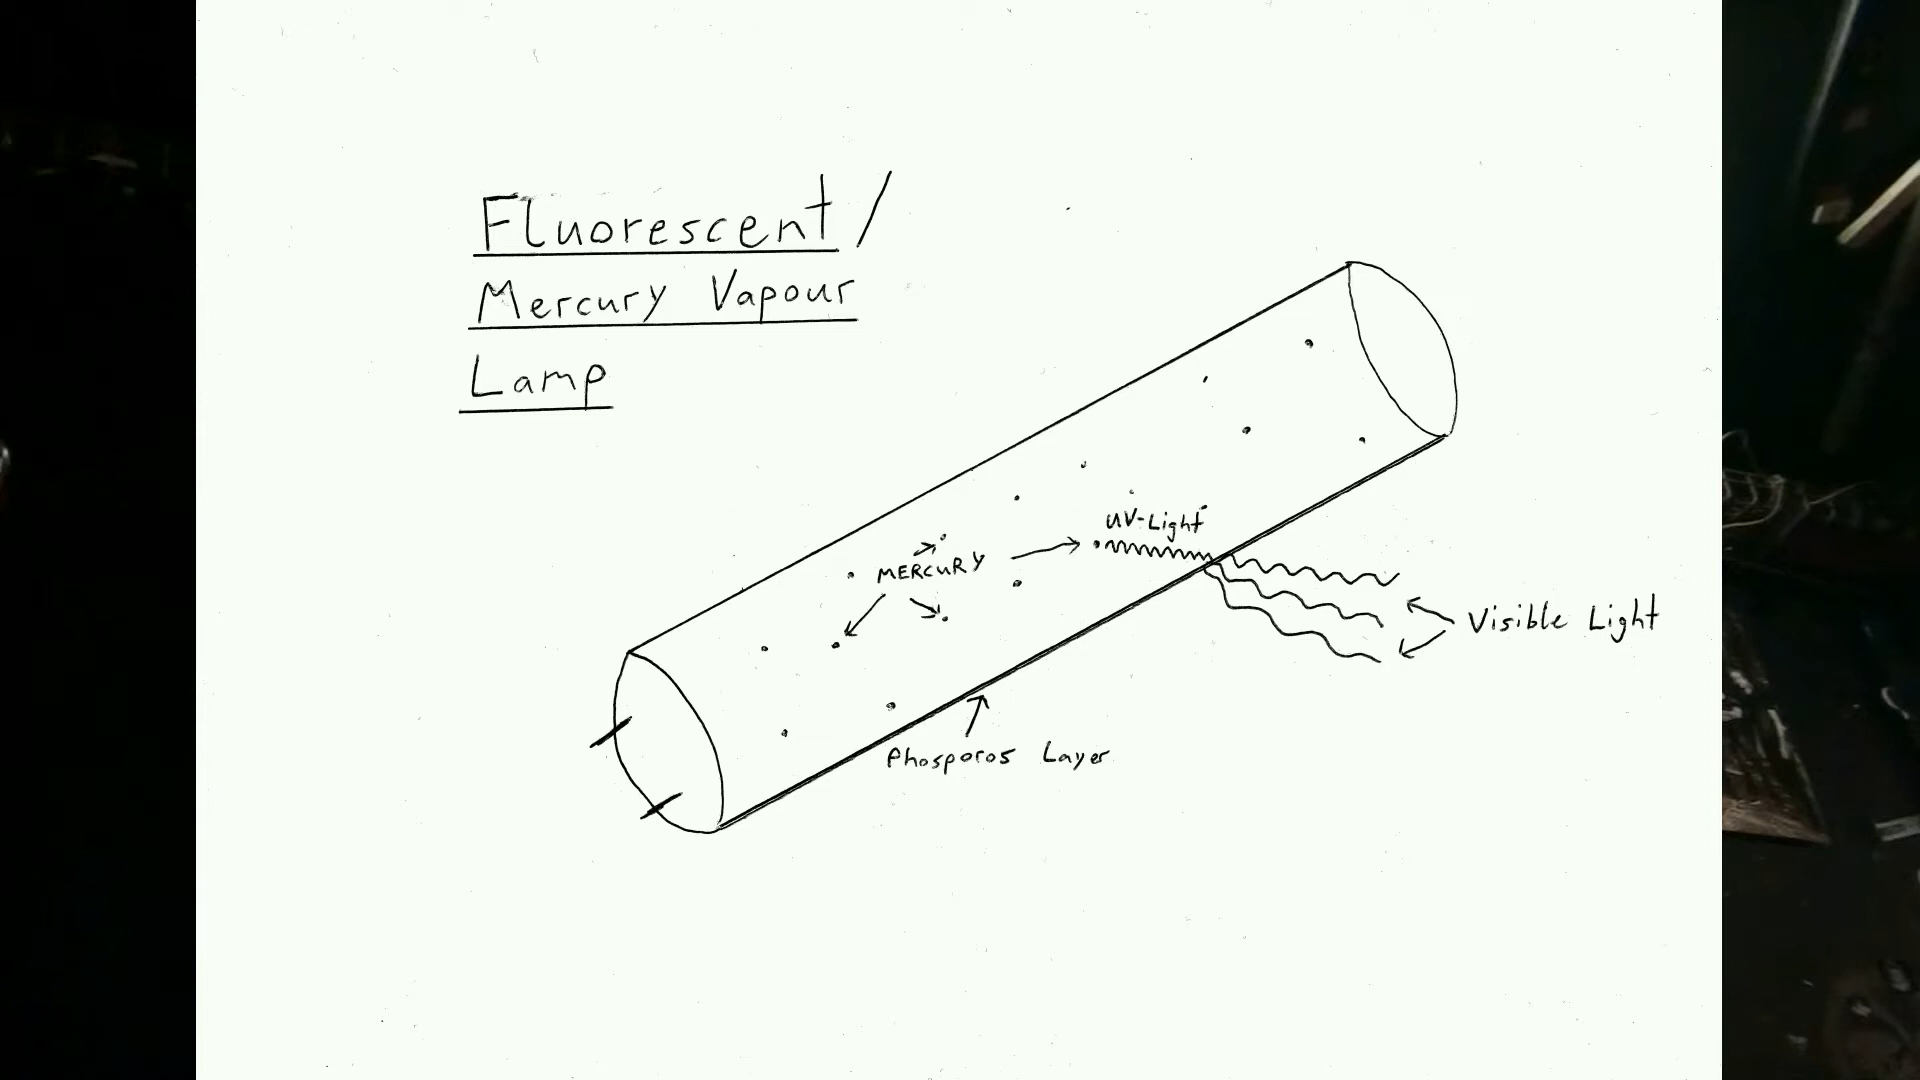 Fluorescent/
Mercury Vapour
Lamp
UV-Light
MERCURY
Visible Light
Phosporos Layer